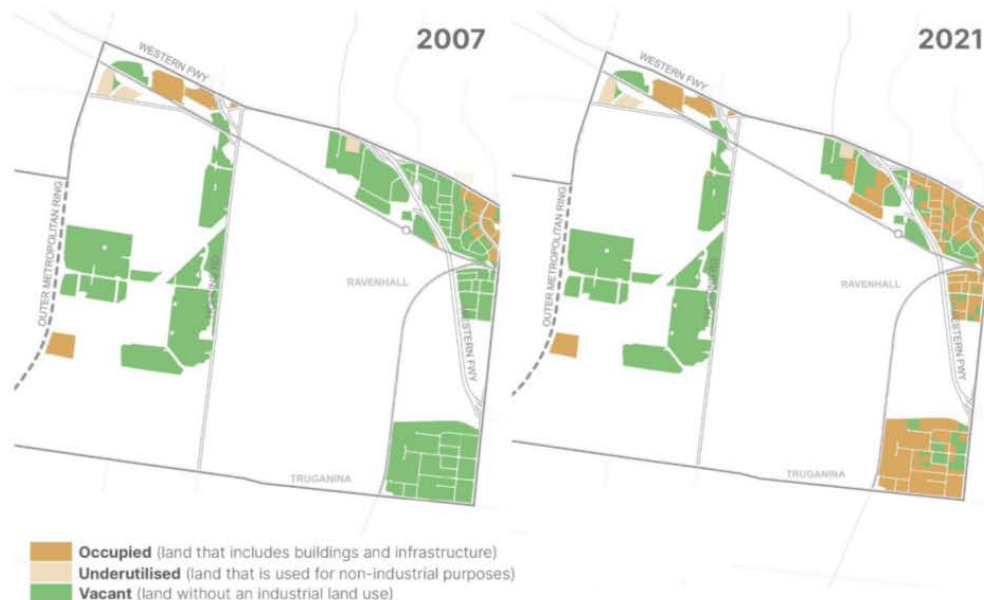 2007
WESTERN FWY
OUTER METROPOLITAN RING
RAVENHALL
WESTERN FWY
TRUGANINA
2021
WESTERN FWY
OUTER METROPOLITAN RING
RAVENHALL
WESTERN FWY
TRUGANINA
Occupied (land that includes buildings and infrastructure)
Underutilised (land that is used for non-industrial purposes)
Vacant (land without an industrial land use)